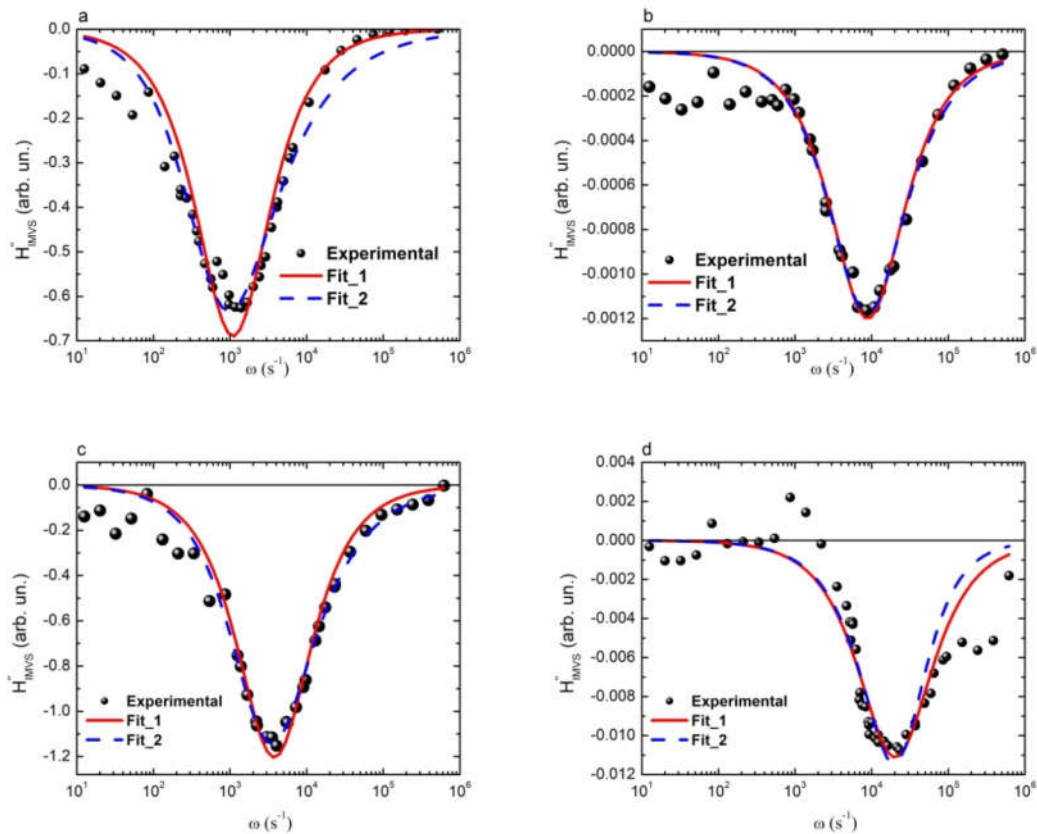 a
0.0
-0.1
-0.2
-0.3
-0.4
-0.5
-0.6
-0.7
H"IMVS (arb. un.)
Experimental
Fit_1
Fit_2
10¹ 10² 10³ 10⁴ 10⁵ 10⁶
ω (s⁻¹)
b
0.0000
-0.0002
-0.0004
-0.0006
-0.0008
-0.0010
-0.0012
H"IMVS (arb. un.)
Experimental
Fit_1
Fit_2
10¹ 10² 10³ 10⁴ 10⁵ 10⁶
ω (s⁻¹)
c
0.0
-0.2
-0.4
-0.6
-0.8
-1.0
-1.2
H"IMVS (arb. un.)
Experimental
Fit_1
Fit_2
10¹ 10² 10³ 10⁴ 10⁵ 10⁶
ω (s⁻¹)
d
0.004
0.002
0.000
-0.002
-0.004
-0.006
-0.008
-0.010
-0.012
H"IMVS (arb. un.)
Experimental
Fit_1
Fit_2
10¹ 10² 10³ 10⁴ 10⁵ 10⁶
ω (s⁻¹)